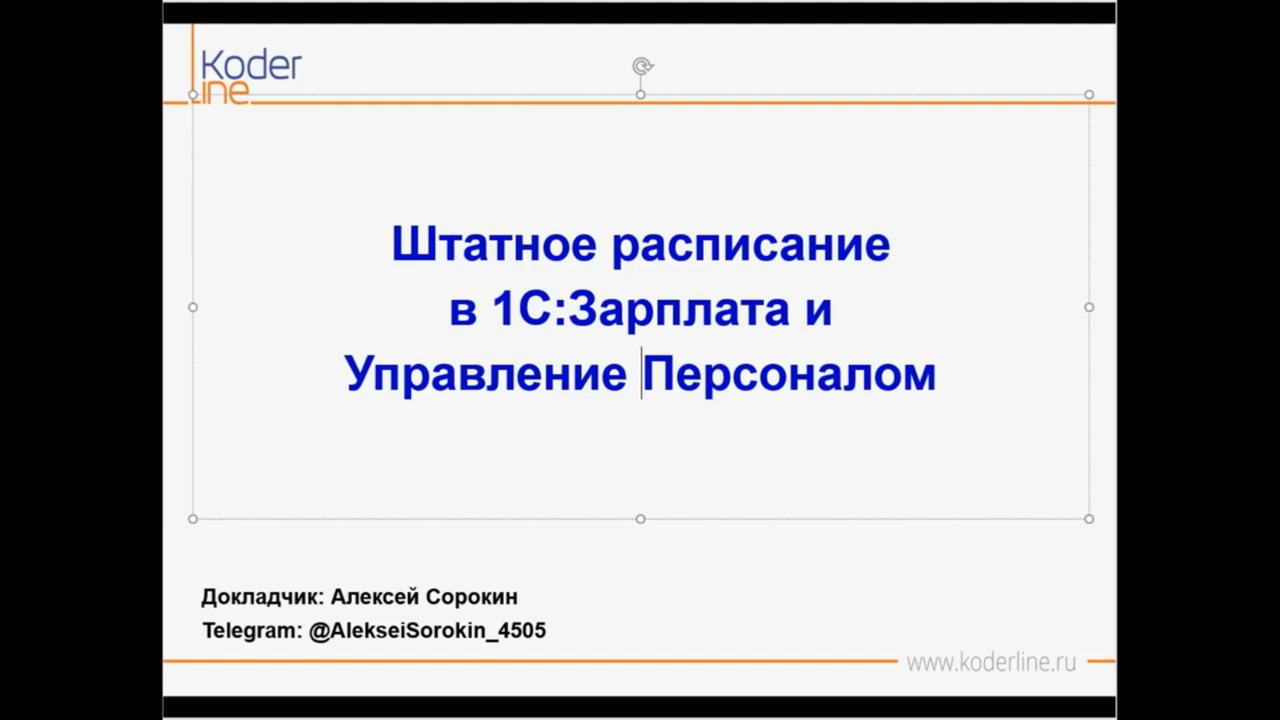 Koder
line
Штатное расписание
в 1С:Зарплата и
Управление Персоналом
Докладчик: Алексей Сорокин
Telegram: @AlekseiSorokin_4505
www.koderline.ru